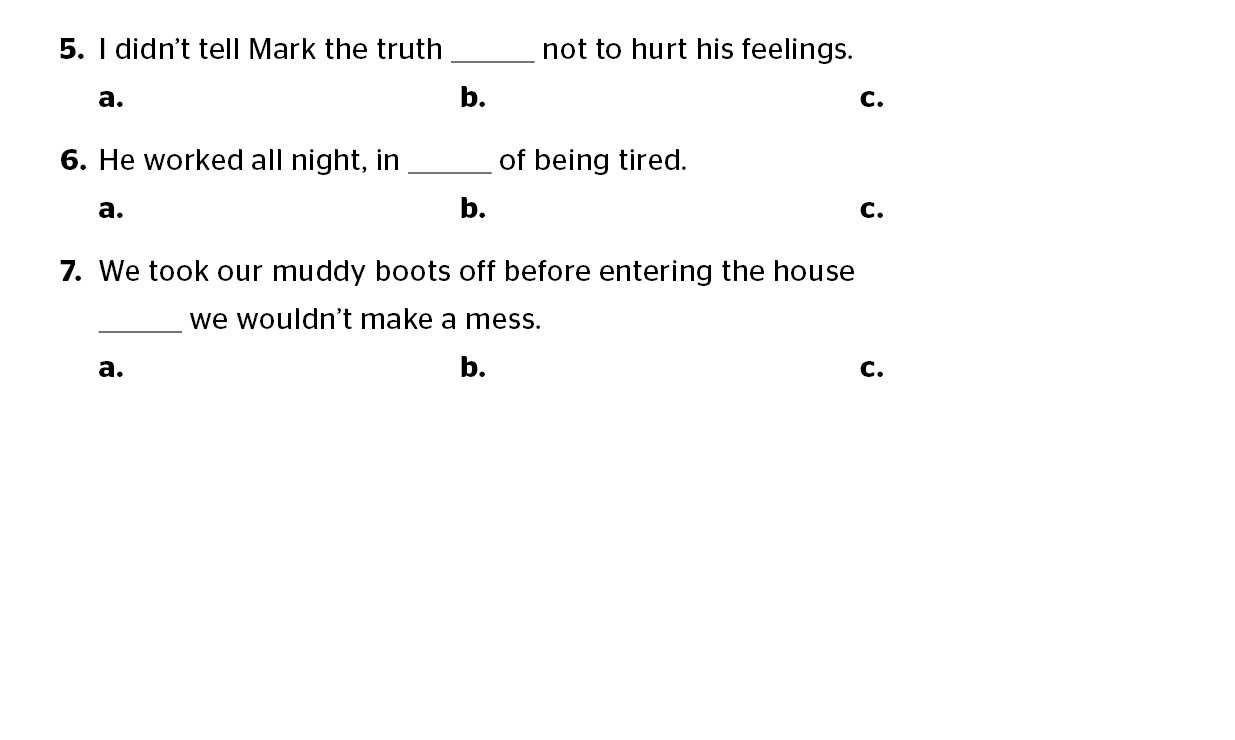 5. I didn’t tell Mark the truth ______ not to hurt his feelings.
a. b. c.
6. He worked all night, in ______ of being tired.
a. b. c.
7. We took our muddy boots off before entering the house
______ we wouldn’t make a mess.
a. b. c.